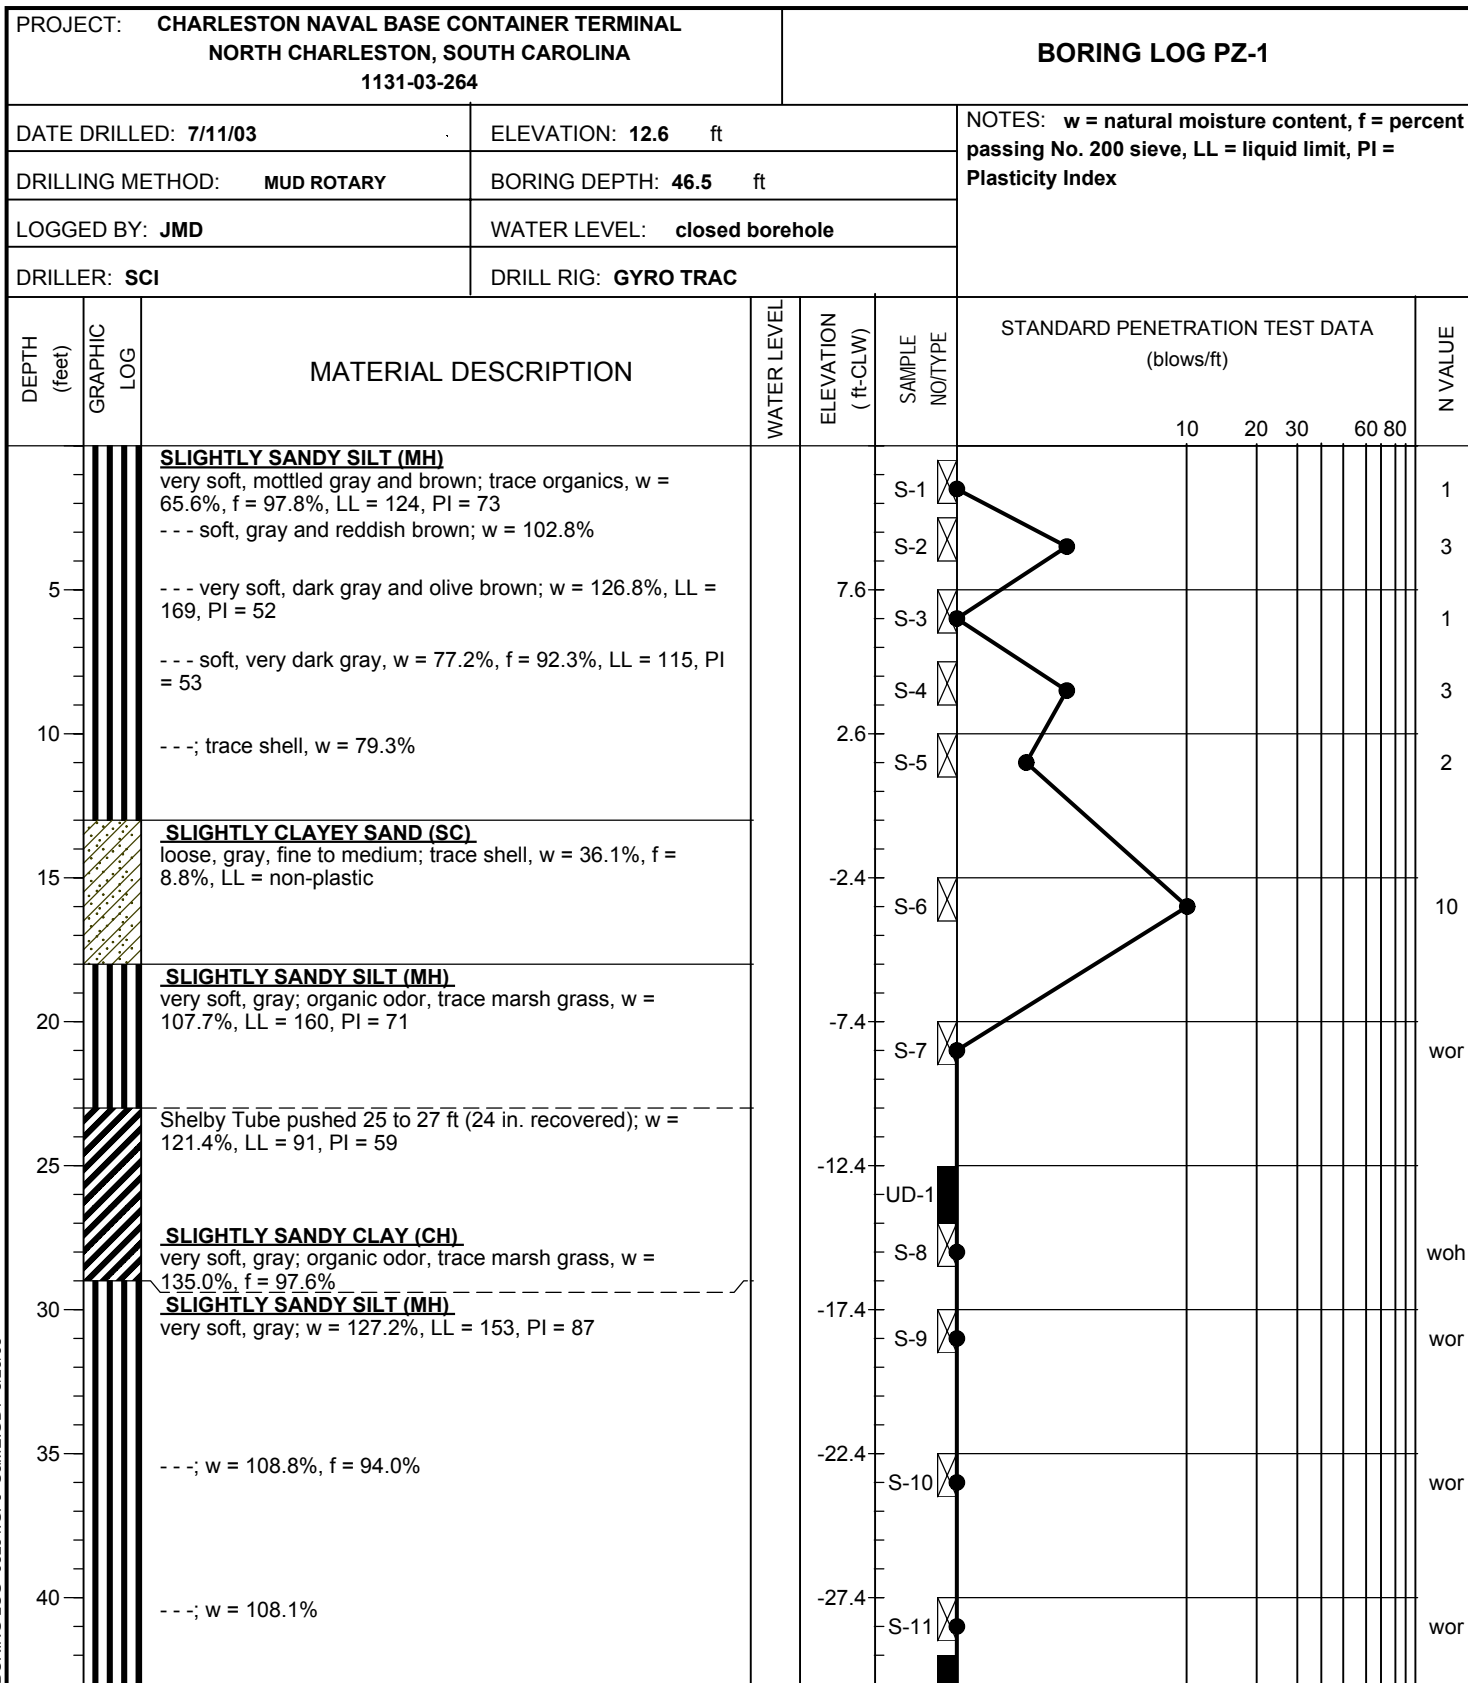 PROJECT: CHARLESTON NAVAL BASE CONTAINER TERMINAL
NORTH CHARLESTON, SOUTH CAROLINA
1131-03-264
BORING LOG PZ-1
DATE DRILLED: 7/11/03
ELEVATION: 12.6 ft
NOTES: w = natural moisture content, f = percent
passing No. 200 sieve, LL = liquid limit, PI =
Plasticity Index
DRILLING METHOD: MUD ROTARY
BORING DEPTH: 46.5 ft
LOGGED BY: JMD
WATER LEVEL: closed borehole
DRILLER: SCI
DRILL RIG: GYRO TRAC
DEPTH
(feet)
GRAPHIC
LOG
MATERIAL DESCRIPTION
WATER LEVEL
ELEVATION
( ft-CLW)
SAMPLE
NO/TYPE
STANDARD PENETRATION TEST DATA
(blows/ft)
10 20 30 60 80
N VALUE
SLIGHTLY SANDY SILT (MH)
very soft, mottled gray and brown; trace organics, w =
65.6%, f = 97.8%, LL = 124, PI = 73
S-1 1
- - - soft, gray and reddish brown; w = 102.8%
S-2 3
5 7.6
- - - very soft, dark gray and olive brown; w = 126.8%, LL =
169, PI = 52
S-3 1
- - - soft, very dark gray, w = 77.2%, f = 92.3%, LL = 115, PI
= 53
S-4 3
10 2.6
- - -; trace shell, w = 79.3%
S-5 2
SLIGHTLY CLAYEY SAND (SC)
loose, gray, fine to medium; trace shell, w = 36.1%, f =
8.8%, LL = non-plastic
15 -2.4
S-6 10
SLIGHTLY SANDY SILT (MH)
very soft, gray; organic odor, trace marsh grass, w =
107.7%, LL = 160, PI = 71
20 -7.4
S-7 wor
Shelby Tube pushed 25 to 27 ft (24 in. recovered); w =
121.4%, LL = 91, PI = 59
25 -12.4
UD-1
SLIGHTLY SANDY CLAY (CH)
very soft, gray; organic odor, trace marsh grass, w =
135.0%, f = 97.6%
S-8 woh
SLIGHTLY SANDY SILT (MH)
very soft, gray; w = 127.2%, LL = 153, PI = 87
30 -17.4
S-9 wor
35 -22.4
- - -; w = 108.8%, f = 94.0%
S-10 wor
40 -27.4
- - -; w = 108.1%
S-11 wor